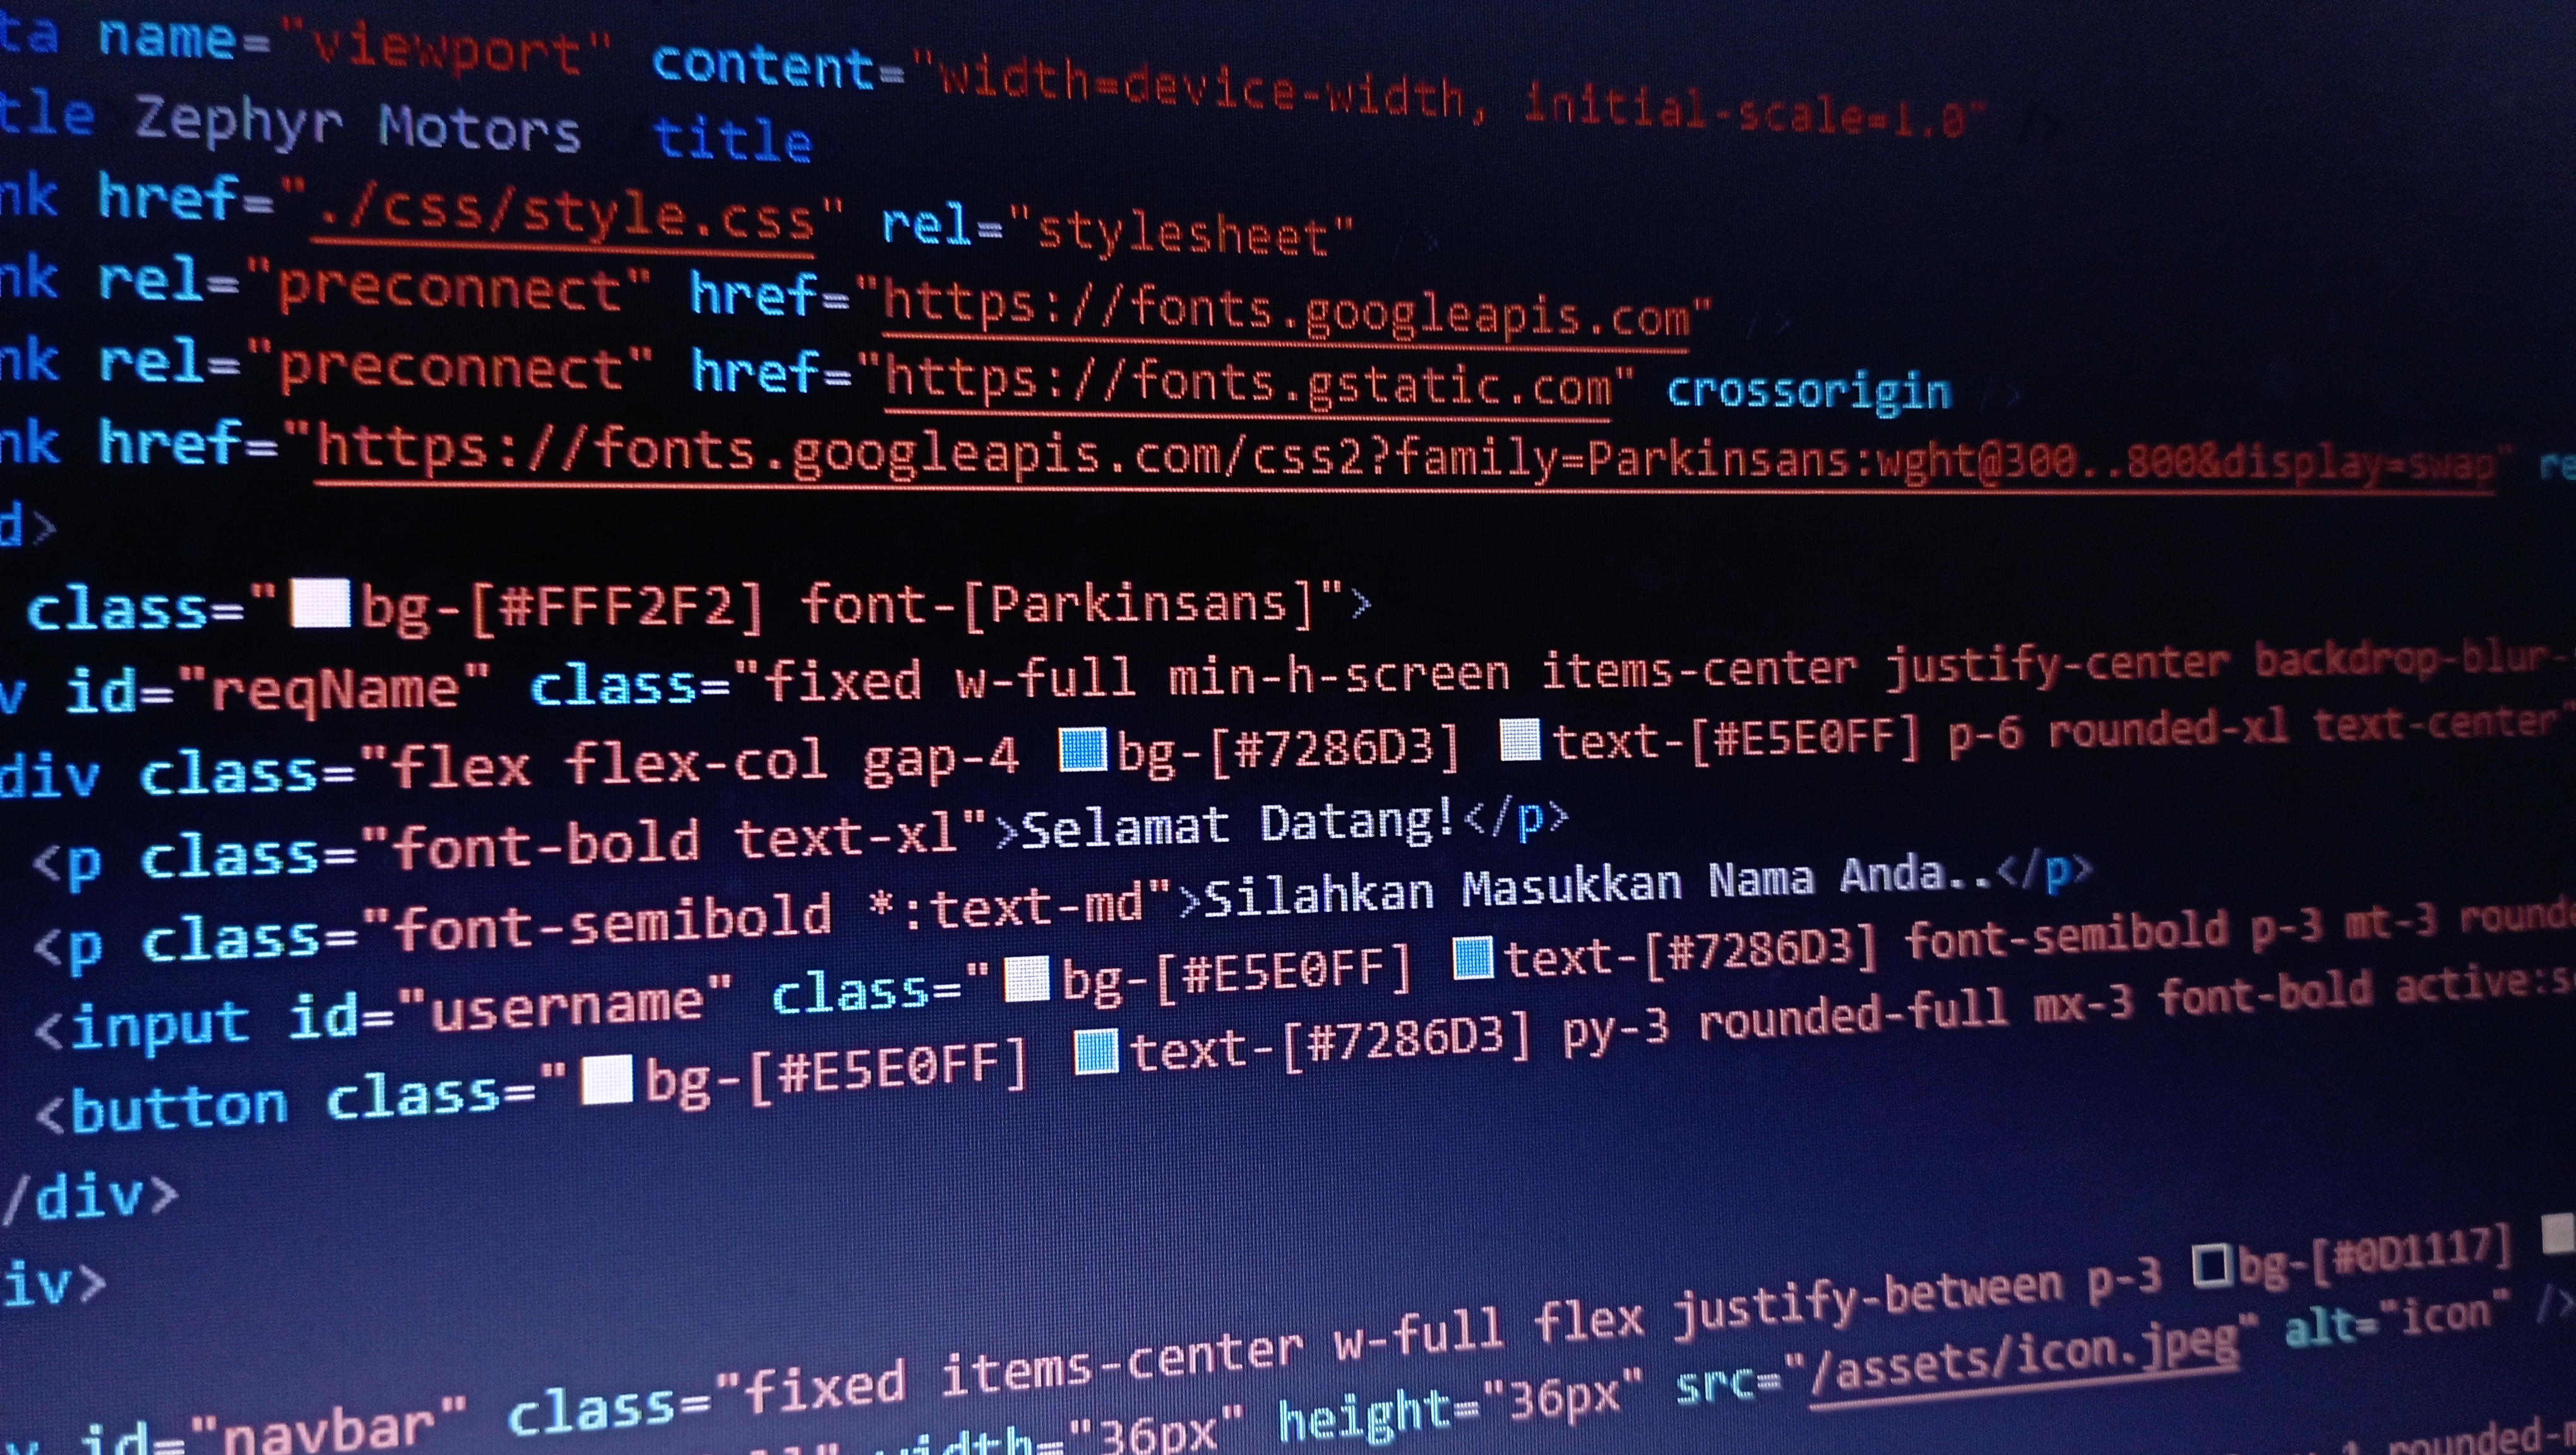 ta name="viewport" content="width=device-width, initial-scale=1.0" />
tle Zephyr Motors title
nk href="./css/style.css" rel="stylesheet" />
nk rel="preconnect" href="https://fonts.googleapis.com" />
nk rel="preconnect" href="https://fonts.gstatic.com" crossorigin />
nk href="https://fonts.googleapis.com/css2?family=Parkinsans:wght@300..800&display=swap" re
d>
class="bg-[#FFF2F2] font-[Parkinsans]">
v id="reqName" class="fixed w-full min-h-screen items-center justify-center backdrop-blur-
div class="flex flex-col gap-4 bg-[#7286D3] text-[#E5E0FF] p-6 rounded-xl text-center"
<p class="font-bold text-xl">Selamat Datang!</p>
<p class="font-semibold *:text-md">Silahkan Masukkan Nama Anda..</p>
<input id="username" class="bg-[#E5E0FF] text-[#7286D3] font-semibold p-3 mt-3 round
<button class="bg-[#E5E0FF] text-[#7286D3] py-3 rounded-full mx-3 font-bold active:s
/div>
iv>
v id="navbar" class="fixed items-center w-full flex justify-between p-3 bg-[#0D1117]
width="36px" height="36px" src="/assets/icon.jpeg" alt="icon" />
rounded-